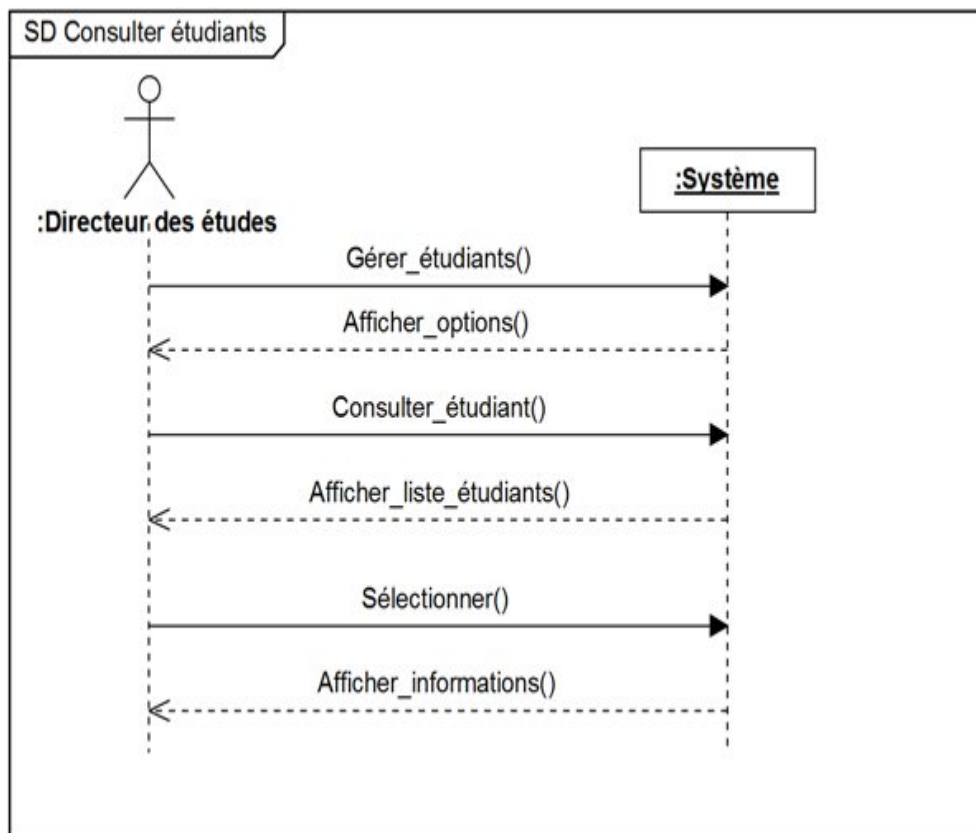 SD Consulter étudiants
:Directeur des études
:Système
Gérer_étudiants()
Afficher_options()
Consulter_étudiant()
Afficher_liste_étudiants()
Sélectionner()
Afficher_informations()